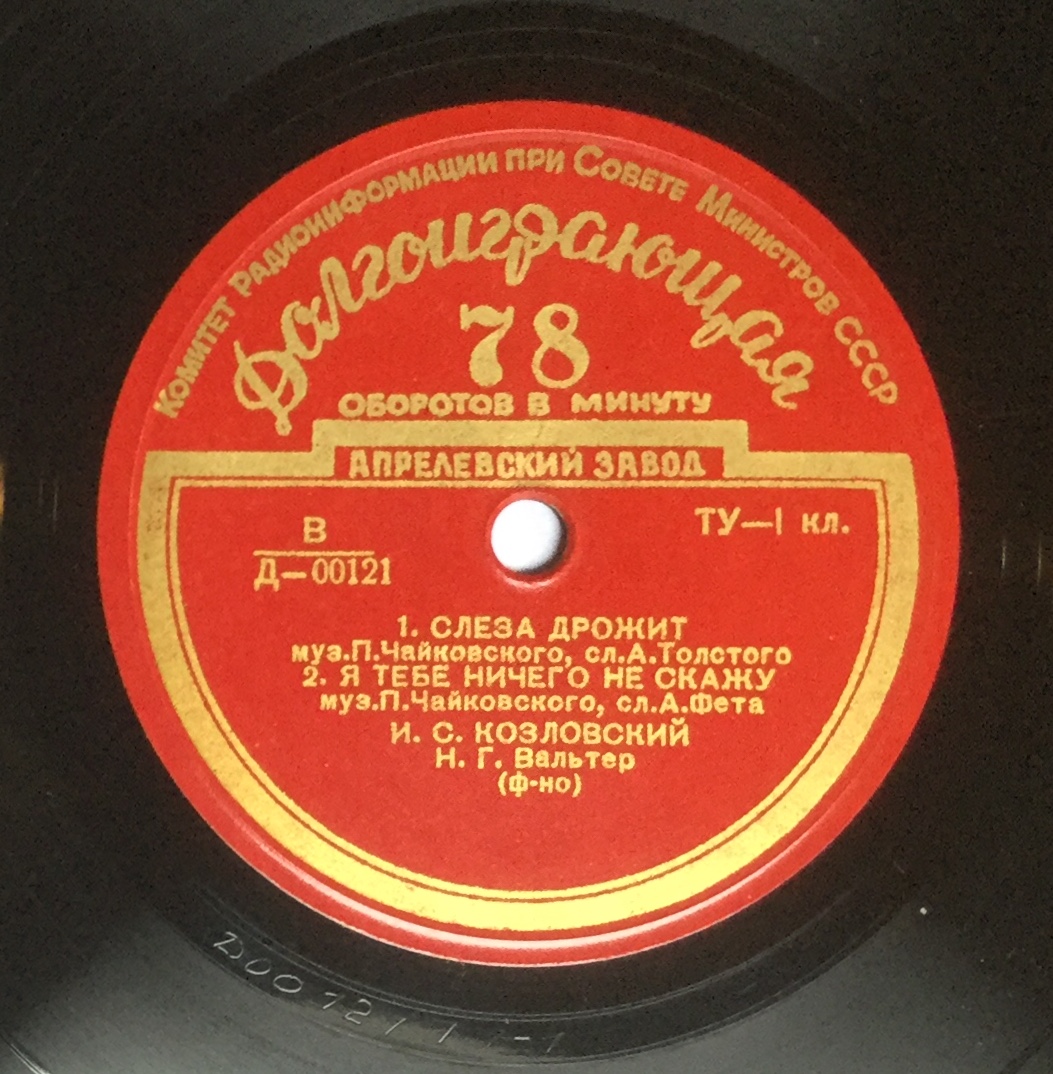 Комитет Радиоинформации при Совете Министров СССР
Долгоиграющая
78
ОБОРОТОВ В МИНУТУ
АПРЕЛЕВСКИЙ ЗАВОД
В
Д—00121
ТУ—I кл.
1. СЛЕЗА ДРОЖИТ
муз.П.Чайковского, сл.А.Толстого
2. Я ТЕБЕ НИЧЕГО НЕ СКАЖУ
муз.П.Чайковского, сл.А.Фета
И. С. КОЗЛОВСКИЙ
Н. Г. Вальтер
(ф-но)